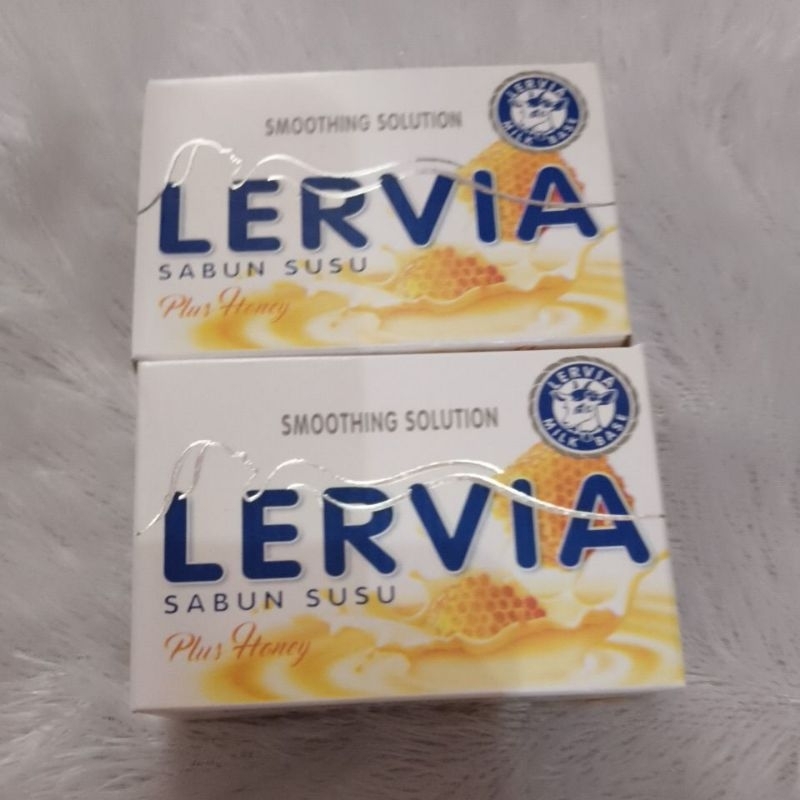 SMOOTHING SOLUTION
LERVIA
MILK BASE
LERVIA
SABUN SUSU
Plus Honey
SMOOTHING SOLUTION
LERVIA
MILK BASE
LERVIA
SABUN SUSU
Plus Honey